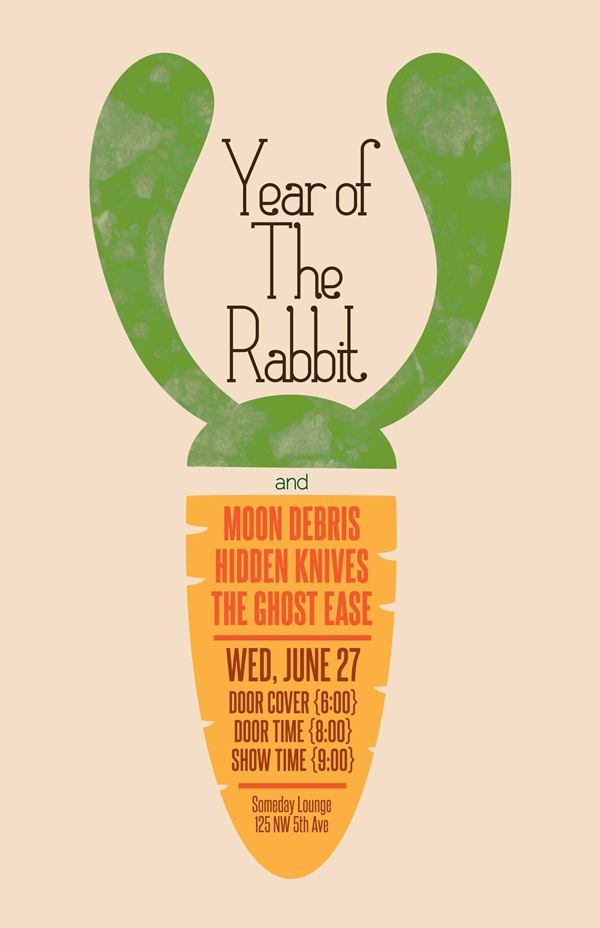 Year of
The
Rabbit
and
MOON DEBRIS
HIDDEN KNIVES
THE GHOST EASE
WED, JUNE 27
DOOR COVER {6:00}
DOOR TIME {8:00}
SHOW TIME {9:00}
Someday Lounge
125 NW 5th Ave